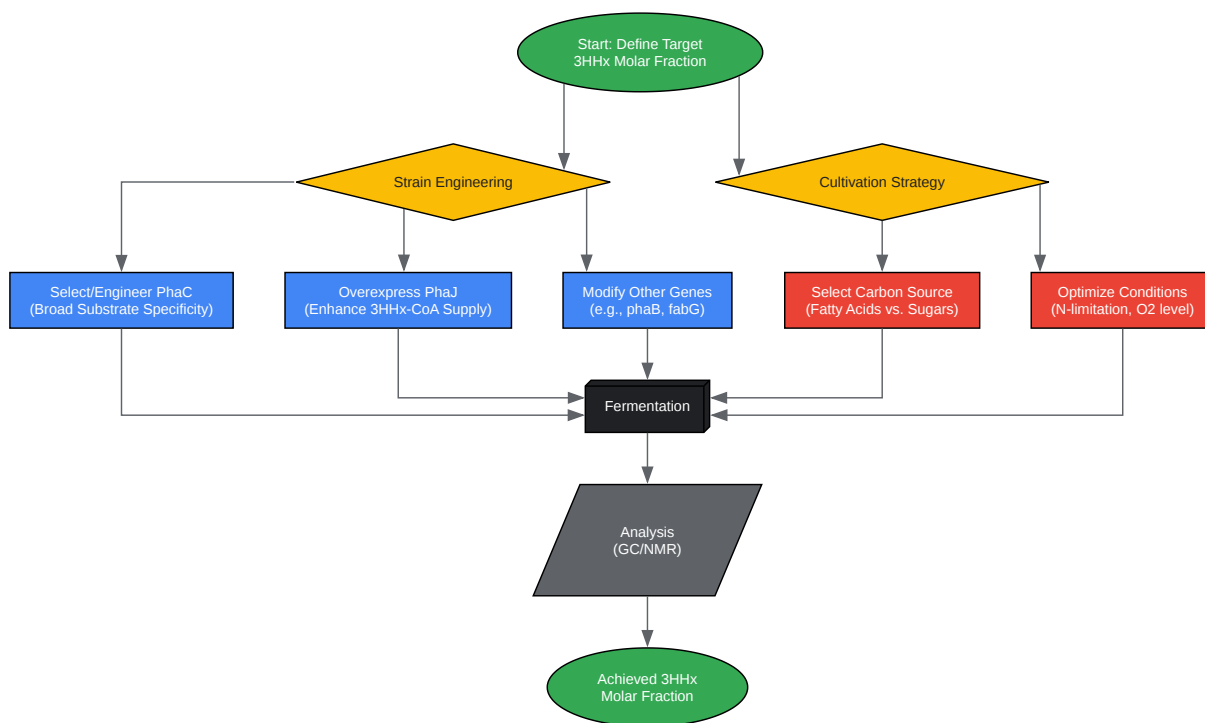 Start: Define Target
3HHx Molar Fraction
Strain Engineering
Cultivation Strategy
Select/Engineer PhaC
(Broad Substrate Specificity)
Overexpress PhaJ
(Enhance 3HHx-CoA Supply)
Modify Other Genes
(e.g., phaB, fabG)
Select Carbon Source
(Fatty Acids vs. Sugars)
Optimize Conditions
(N-limitation, O2 level)
Fermentation
Analysis
(GC/NMR)
Achieved 3HHx
Molar Fraction